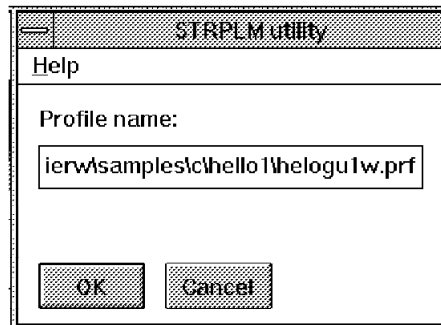 STRPLM utility
Help
Profile name:
ierw\samples\c\hello1\helogu1w.prf
OK
Cancel